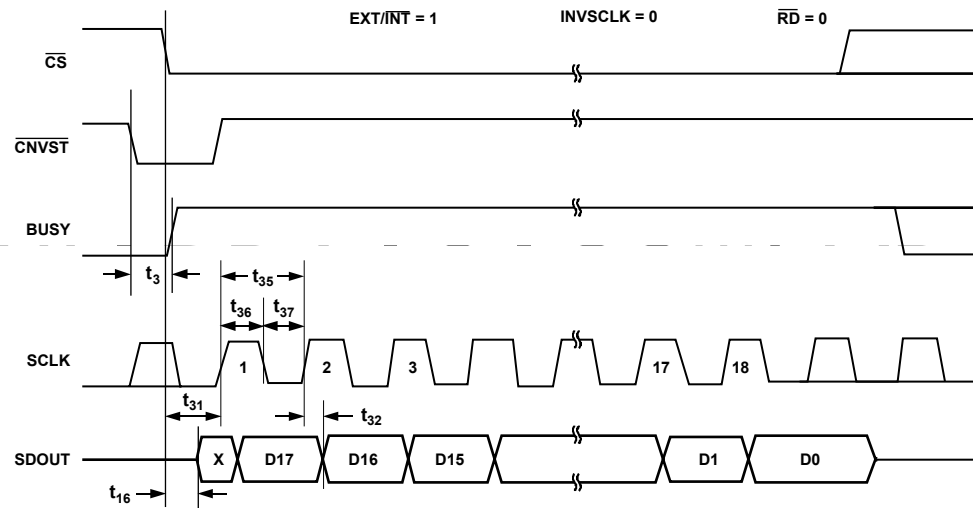 EXT/INT = 1 INVSCLK = 0 RD = 0
CS
CNVST
BUSY
t3
t35
t36 t37
SCLK
1 2 3 17 18
t31
t32
SDOUT
X D17 D16 D15 D1 D0
t16